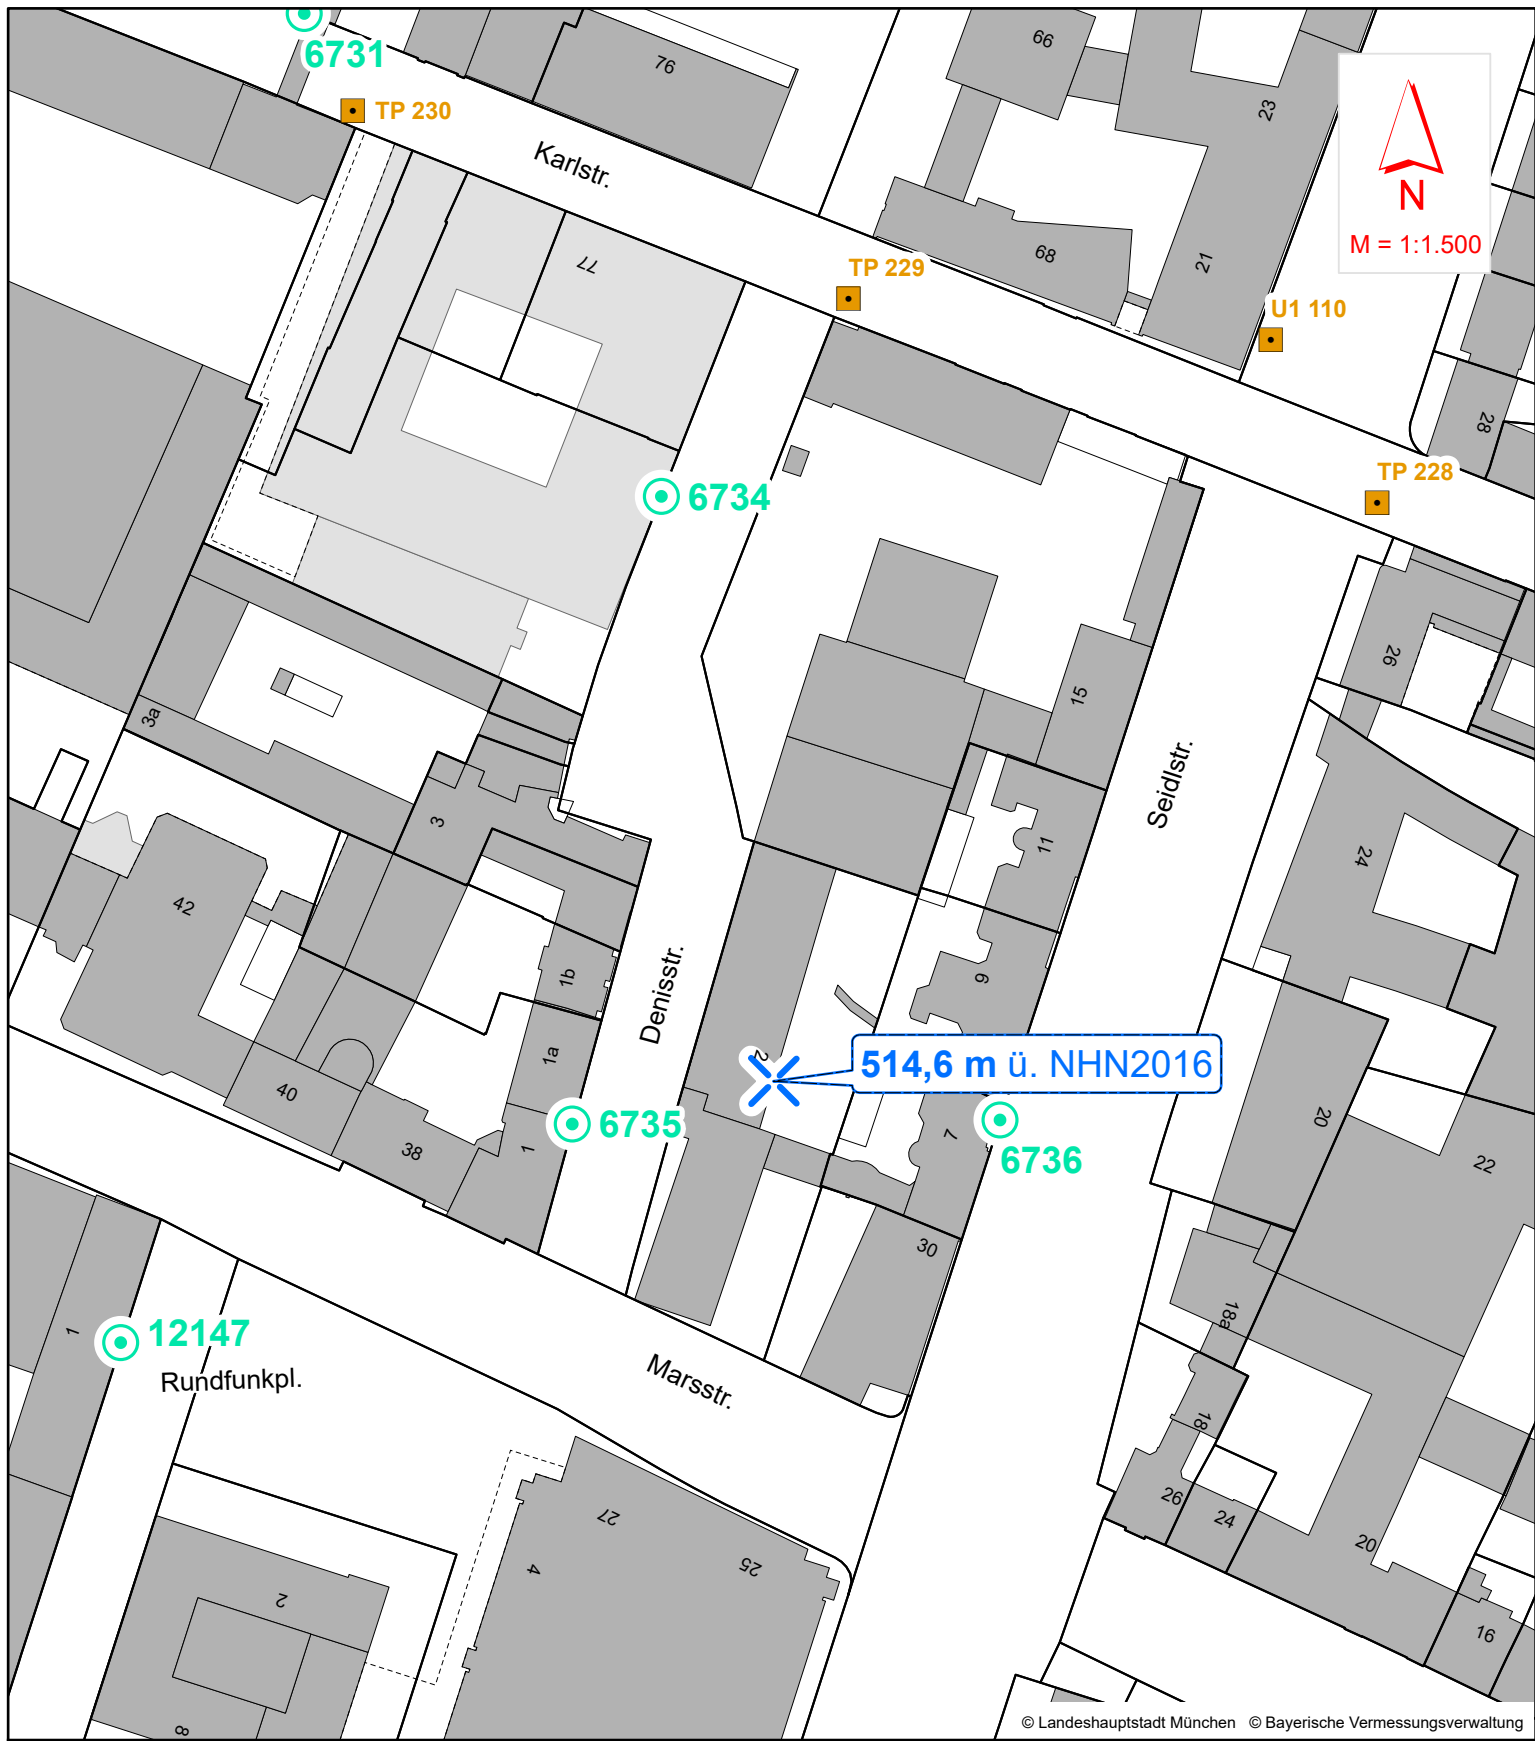 6731
66
76
23
TP 230
Karlstr.
N
M = 1:1.500
68
21
77
TP 229
U1 110
28
TP 228
6734
26
15
3a
Seidlstr.
3
11
24
42
1b
9
Denisstr.
2
1a
514,6 m ü. NHN2016
40
20
6735
7
6736
38
1
22
30
18a
1
12147
Rundfunkpl.
Marsstr.
18
26
24
27
20
4
25
2
16
8
© Landeshauptstadt München © Bayerische Vermessungsverwaltung